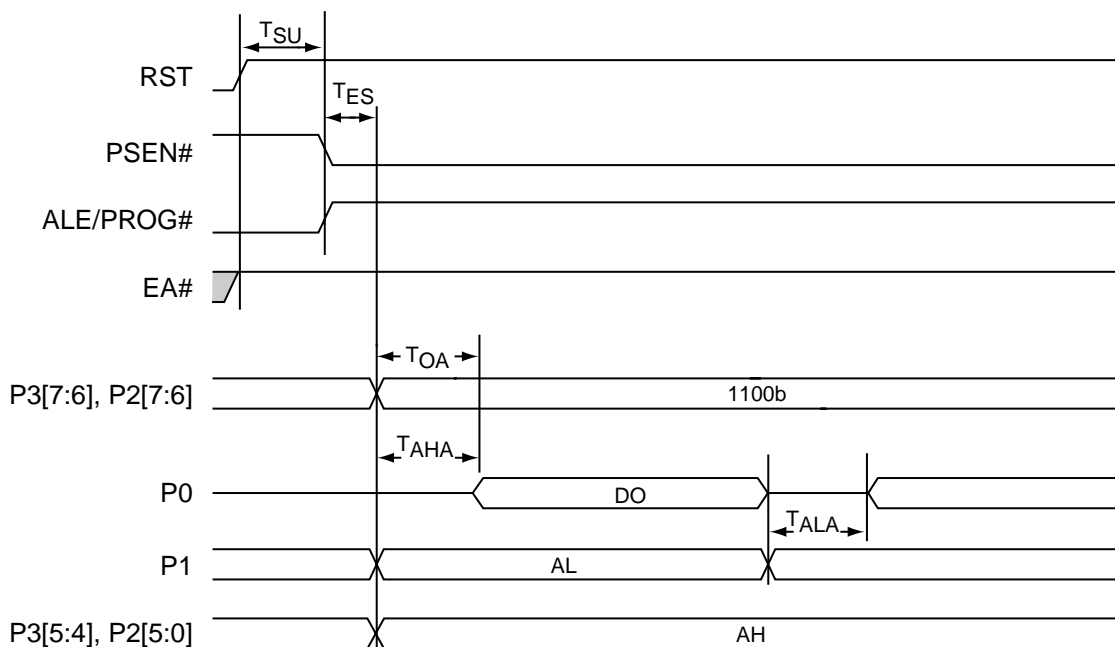 TSU
RST
TES
PSEN#
ALE/PROG#
EA#
TOA
P3[7:6], P2[7:6]
1100b
TAHA
P0
DO
TALA
P1
AL
P3[5:4], P2[5:0]
AH